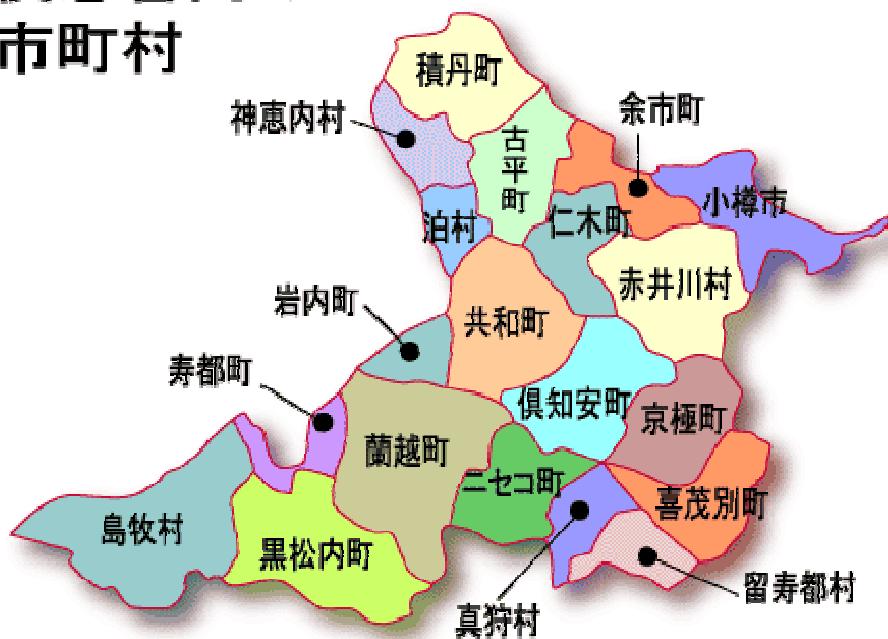 市町村
積丹町
神恵内村
余市町
古平町
小樽市
泊村
仁木町
赤井川村
岩内町
共和町
寿都町
倶知安町
京極町
蘭越町
ニセコ町
喜茂別町
島牧村
黒松内町
留寿都村
真狩村